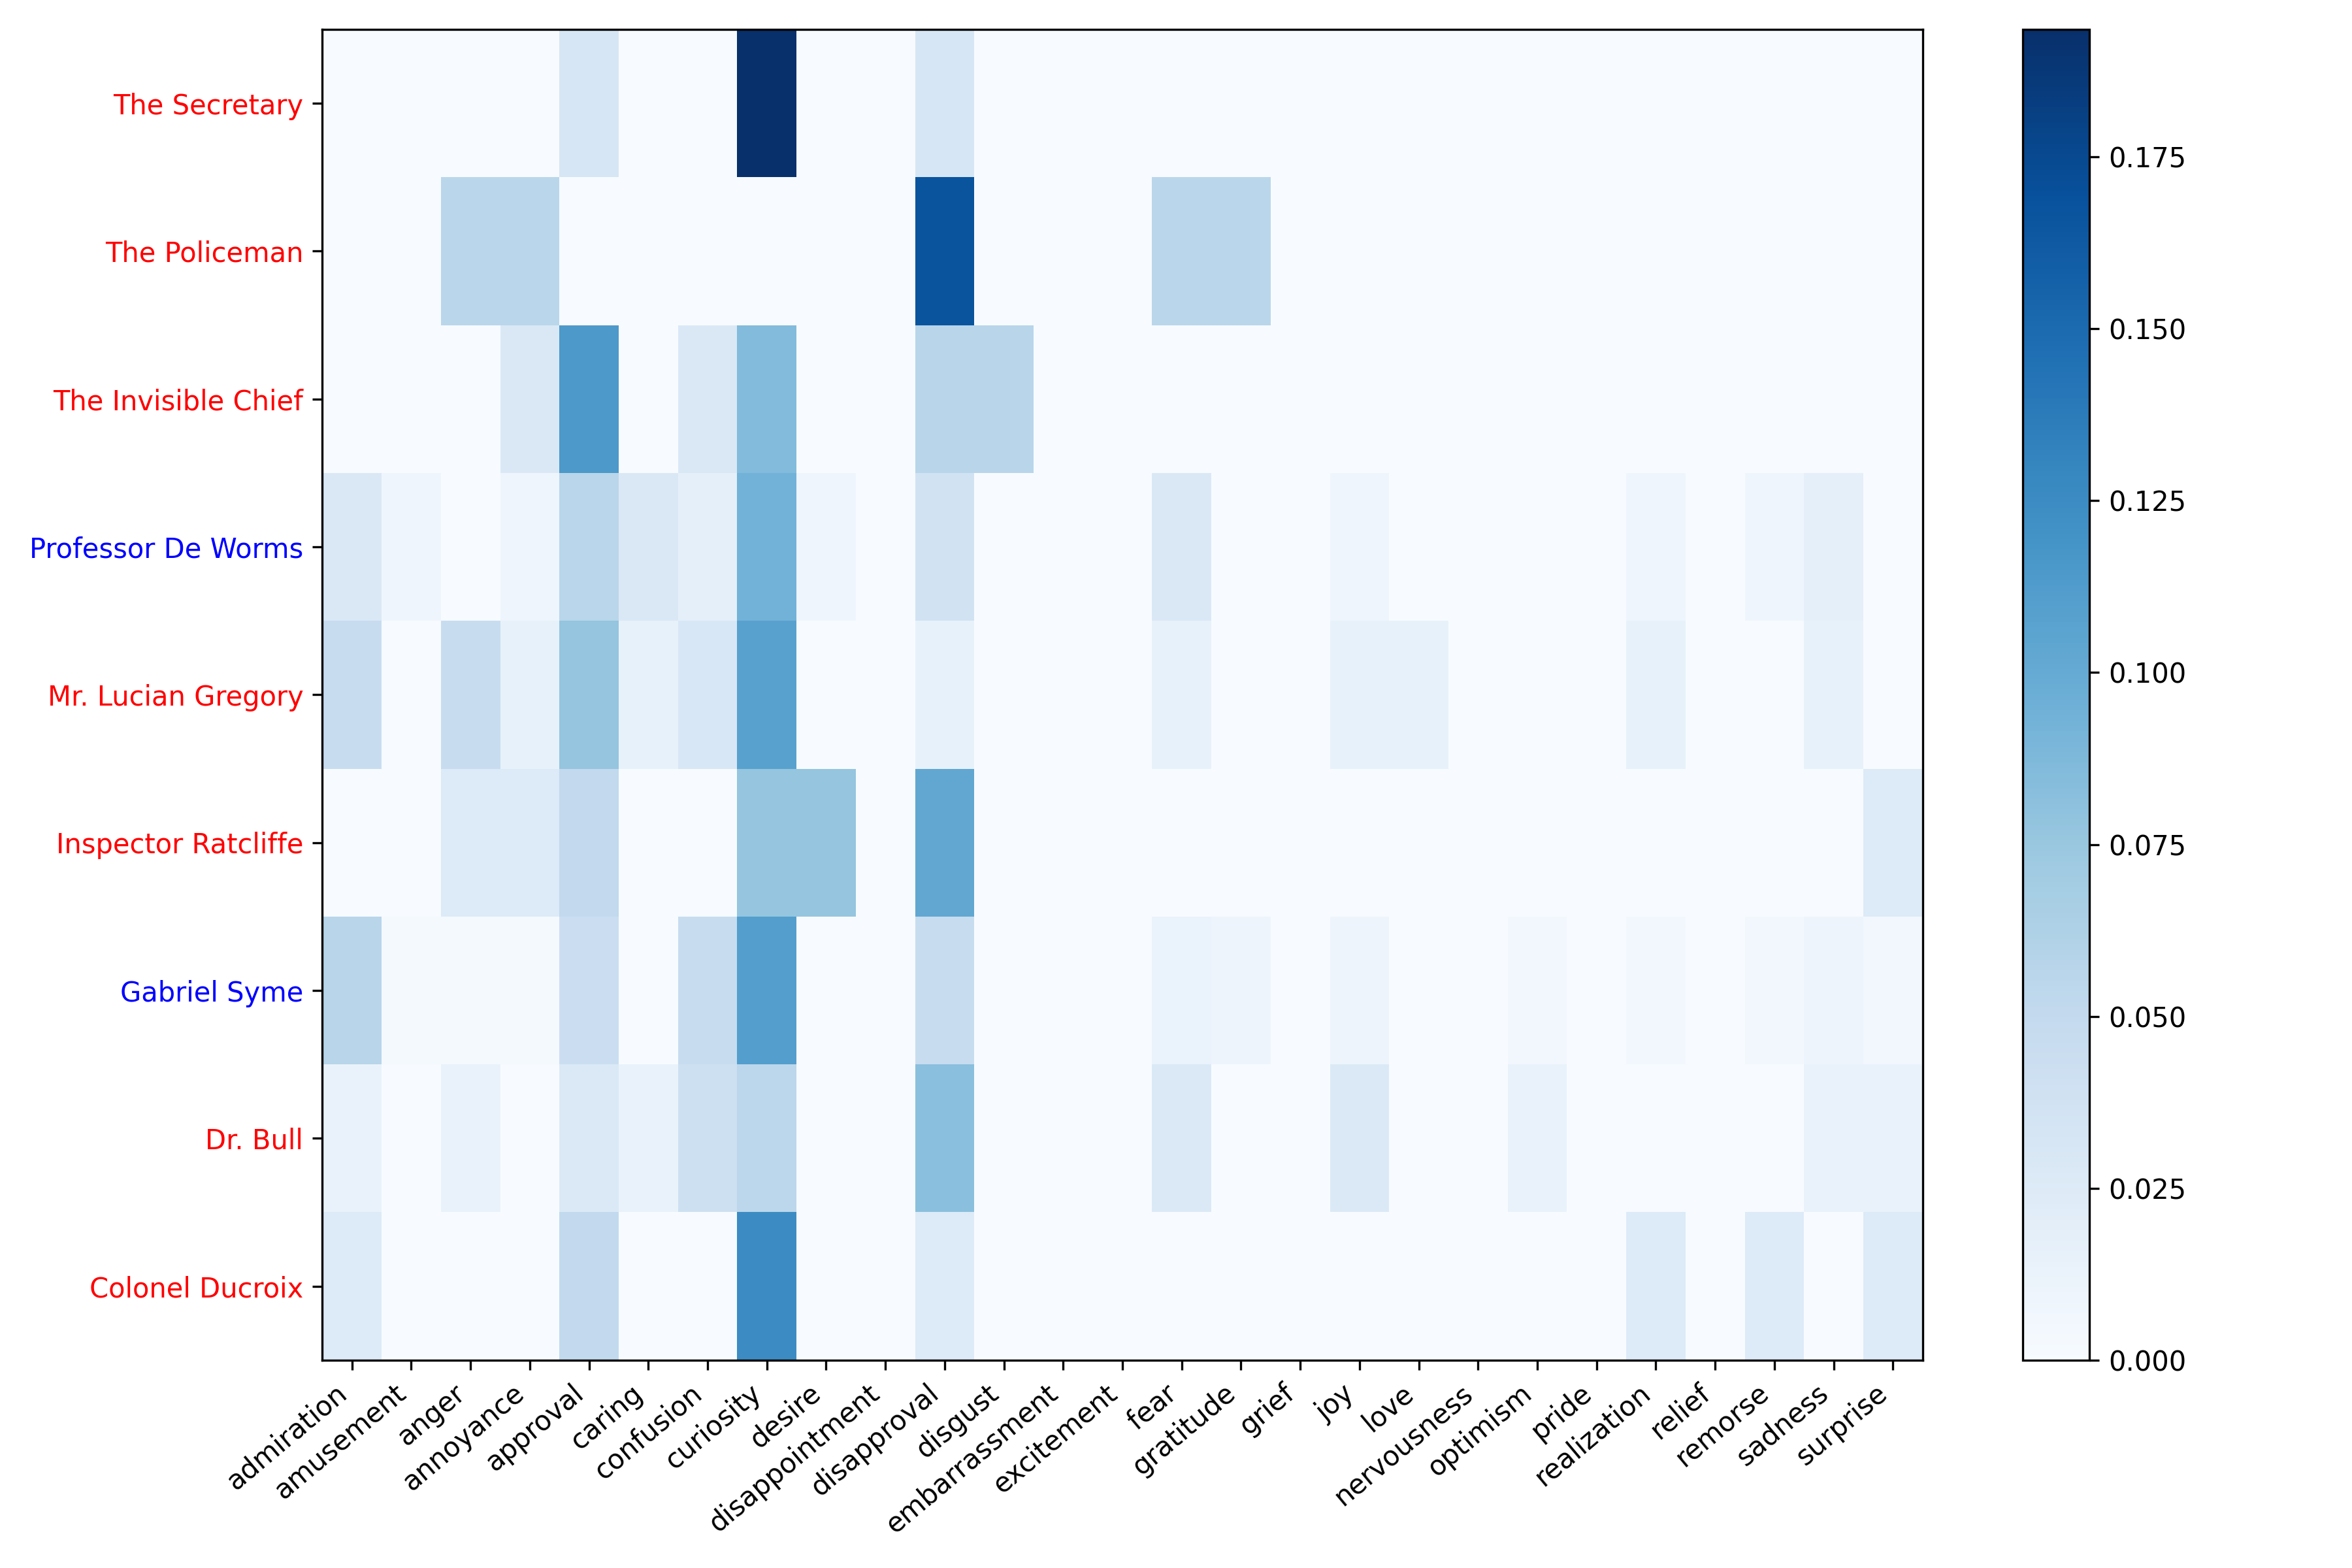 The Secretary
The Policeman
The Invisible Chief
Professor De Worms
Mr. Lucian Gregory
Inspector Ratcliffe
Gabriel Syme
Dr. Bull
Colonel Ducroix
admiration
amusement
anger
annoyance
approval
caring
confusion
curiosity
desire
disappointment
disapproval
disgust
embarrassment
excitement
fear
gratitude
grief
joy
love
nervousness
optimism
pride
realization
relief
remorse
sadness
surprise
0.175
0.150
0.125
0.100
0.075
0.050
0.025
0.000